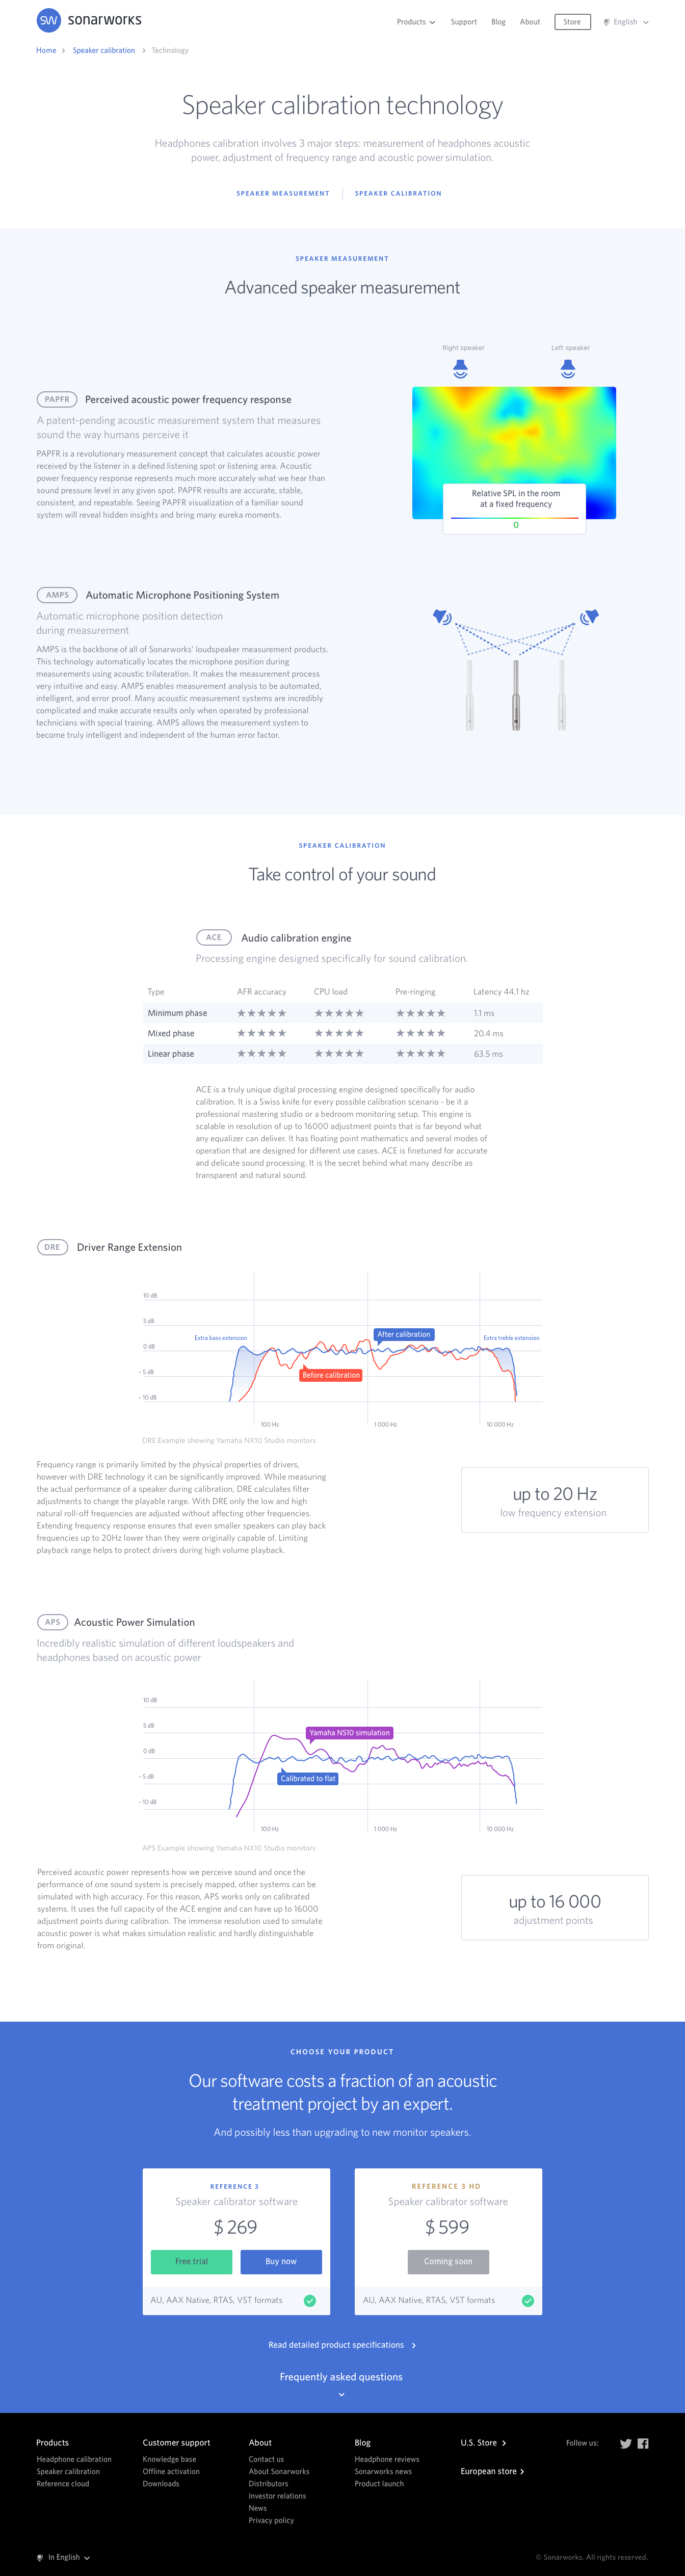 sonarworks
Products
Support
Blog
About
Store
English
Home
Speaker calibration
Technology
Speaker calibration technology
Headphones calibration involves 3 major steps: measurement of headphones acoustic
power, adjustment of frequency range and acoustic power simulation.
SPEAKER MEASUREMENT
SPEAKER CALIBRATION
SPEAKER MEASUREMENT
Advanced speaker measurement
Right speaker
Left speaker
PAPFR Perceived acoustic power frequency response
A patent-pending acoustic measurement system that measures
sound the way humans perceive it
PAPFR is a revolutionary measurement concept that calculates acoustic power
received by the listener in a defined listening spot or listening area. Acoustic
power frequency response represents much more accurately what we hear than
sound pressure level in any given spot. PAPFR results are accurate, stable,
consistent, and repeatable. Seeing PAPFR visualization of a familiar sound
system will reveal hidden insights and bring many eureka moments.
Relative SPL in the room
at a fixed frequency
0
AMPS Automatic Microphone Positioning System
Automatic microphone position detection
during measurement
AMPS is the backbone of all of Sonarworks' loudspeaker measurement products.
This technology automatically locates the microphone position during
measurements using acoustic trilateration. It makes the measurement process
very intuitive and easy. AMPS enables measurement analysis to be automated,
intelligent, and error proof. Many acoustic measurement systems are incredibly
complicated and make accurate results only when operated by professional
technicians with special training. AMPS allows the measurement system to
become truly intelligent and independent of the human error factor.
SPEAKER CALIBRATION
Take control of your sound
ACE Audio calibration engine
Processing engine designed specifically for sound calibration.
Type AFR accuracy CPU load Pre-ringing Latency 44.1 hz
Minimum phase ★★★★★ ★★★★★ ★★★★★ 1.1 ms
Mixed phase ★★★★★ ★★★★★ ★★★★★ 20.4 ms
Linear phase ★★★★★ ★★★★★ ★★★★★ 63.5 ms
ACE is a truly unique digital processing engine designed specifically for audio
calibration. It is a Swiss knife for every possible calibration scenario - be it a
professional mastering studio or a bedroom monitoring setup. This engine is
scalable in resolution of up to 16000 adjustment points that is far beyond what
any equalizer can deliver. It has floating point mathematics and several modes of
operation that are designed for different use cases. ACE is finetuned for accurate
and delicate sound processing. It is the secret behind what many describe as
transparent and natural sound.
DRE Driver Range Extension
10 dB
5 dB
0 dB
- 5 dB
- 10 dB
Extra bass extension
After calibration
Extra treble extension
Before calibration
100 Hz
1 000 Hz
10 000 Hz
DRE Example showing Yamaha NX10 Studio monitors
Frequency range is primarily limited by the physical properties of drivers,
however with DRE technology it can be significantly improved. While measuring
the actual performance of a speaker during calibration, DRE calculates filter
adjustments to change the playable range. With DRE only the low and high
natural roll-off frequencies are adjusted without affecting other frequencies.
Extending frequency response ensures that even smaller speakers can play back
frequencies up to 20Hz lower than they were originally capable of. Limiting
playback range helps to protect drivers during high volume playback.
up to 20 Hz
low frequency extension
APS Acoustic Power Simulation
Incredibly realistic simulation of different loudspeakers and
headphones based on acoustic power
10 dB
5 dB
0 dB
- 5 dB
- 10 dB
Yamaha NS10 simulation
Calibrated to flat
100 Hz
1 000 Hz
10 000 Hz
APS Example showing Yamaha NX10 Studio monitors
Perceived acoustic power represents how we perceive sound and once the
performance of one sound system is precisely mapped, other systems can be
simulated with high accuracy. For this reason, APS works only on calibrated
systems. It uses the full capacity of the ACE engine and can have up to 16000
adjustment points during calibration. The immense resolution used to simulate
acoustic power is what makes simulation realistic and hardly distinguishable
from original.
up to 16 000
adjustment points
CHOOSE YOUR PRODUCT
Our software costs a fraction of an acoustic
treatment project by an expert.
And possibly less than upgrading to new monitor speakers.
REFERENCE 3
Speaker calibrator software
$ 269
Free trial
Buy now
AU, AAX Native, RTAS, VST formats
REFERENCE 3 HD
Speaker calibrator software
$ 599
Coming soon
AU, AAX Native, RTAS, VST formats
Read detailed product specifications
Frequently asked questions
Products
Headphone calibration
Speaker calibration
Reference cloud
Customer support
Knowledge base
Offline activation
Downloads
About
Contact us
About Sonarworks
Distributors
Investor relations
News
Privacy policy
Blog
Headphone reviews
Sonarworks news
Product launch
U.S. Store
European store
Follow us:
In English
© Sonarworks. All rights reserved.